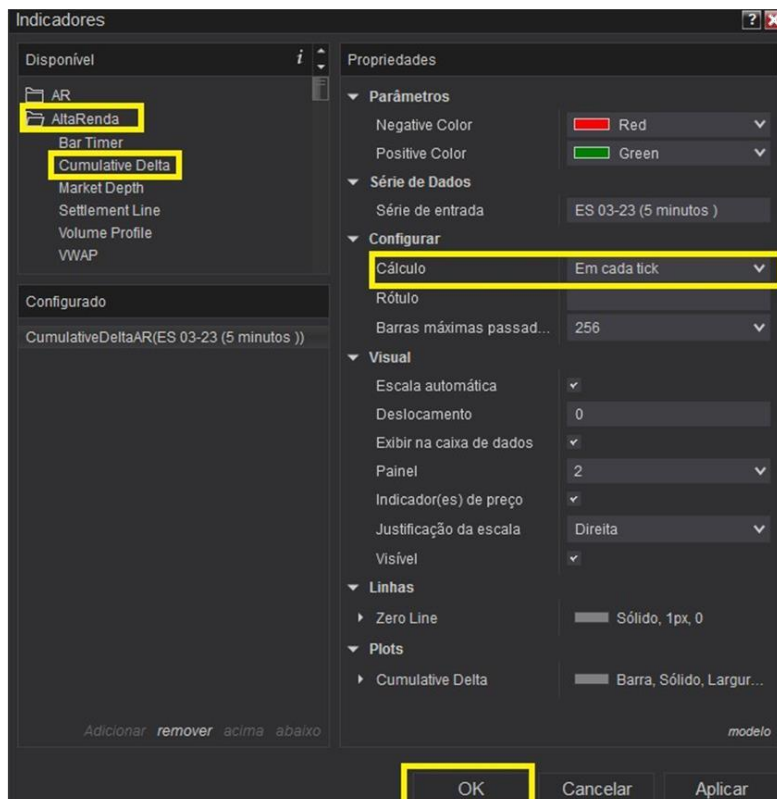 Indicadores
Disponível
AR
AltaRenda
Bar Timer
Cumulative Delta
Market Depth
Settlement Line
Volume Profile
VWAP
Configurado
CumulativeDeltaAR(ES 03-23 (5 minutos ))
Adicionar remover acima abaixo
Propriedades
Parâmetros
Negative Color Red
Positive Color Green
Série de Dados
Série de entrada ES 03-23 (5 minutos )
Configurar
Cálculo Em cada tick
Rótulo
Barras máximas passad... 256
Visual
Escala automática
Deslocamento 0
Exibir na caixa de dados
Painel 2
Indicador(es) de preço
Justificação da escala Direita
Visível
Linhas
Zero Line Sólido, 1px, 0
Plots
Cumulative Delta Barra, Sólido, Largur...
modelo
OK Cancelar Aplicar